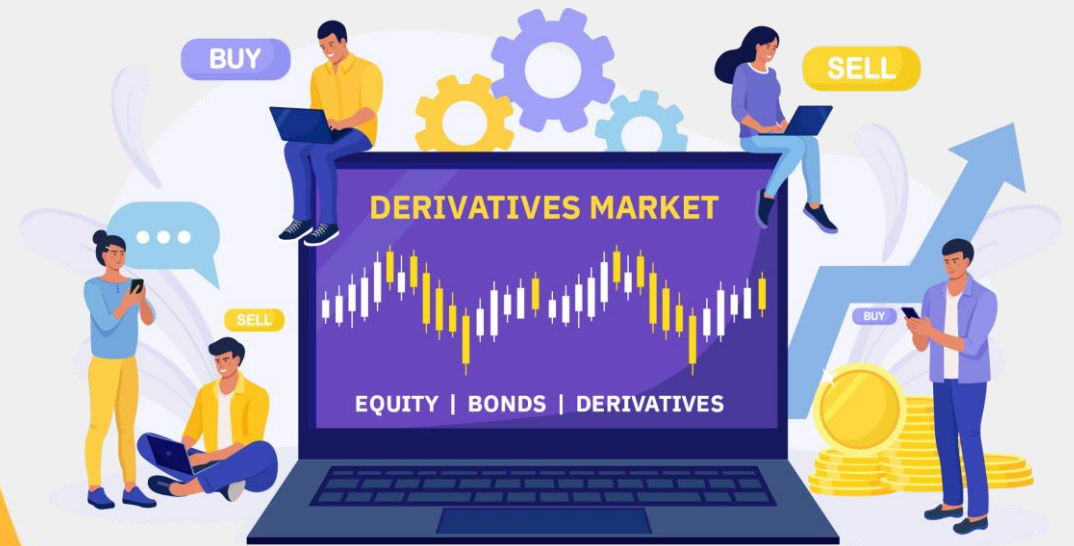 BUY
SELL
DERIVATIVES MARKET
SELL
BUY
EQUITY | BONDS | DERIVATIVES